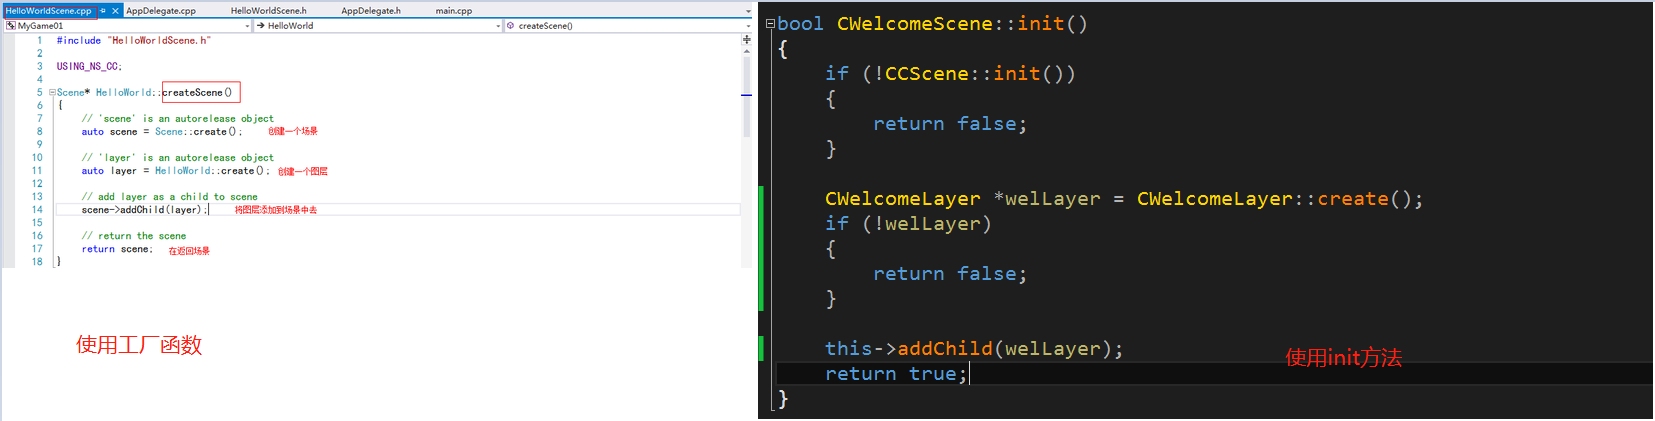 HelloWorldScene.cpp AppDelegate.cpp HelloWorldScene.h AppDelegate.h main.cpp
MyGame01 HelloWorld createScene()
1 #include "HelloWorldScene.h"
2
3 USING_NS_CC;
4
5 Scene* HelloWorld::createScene()
6 {
7 // 'scene' is an autorelease object
8 auto scene = Scene::create(); 创建一个场景
9
10 // 'layer' is an autorelease object
11 auto layer = HelloWorld::create(); 创建一个图层
12
13 // add layer as a child to scene
14 scene->addChild(layer); 将图层添加到场景中去
15
16 // return the scene
17 return scene; 在返回场景
18 }
使用工厂函数
bool CWelcomeScene::init()
{
if (!CCScene::init())
{
return false;
}
CWelcomeLayer *welLayer = CWelcomeLayer::create();
if (!welLayer)
{
return false;
}
this->addChild(welLayer);
使用init方法
return true;
}